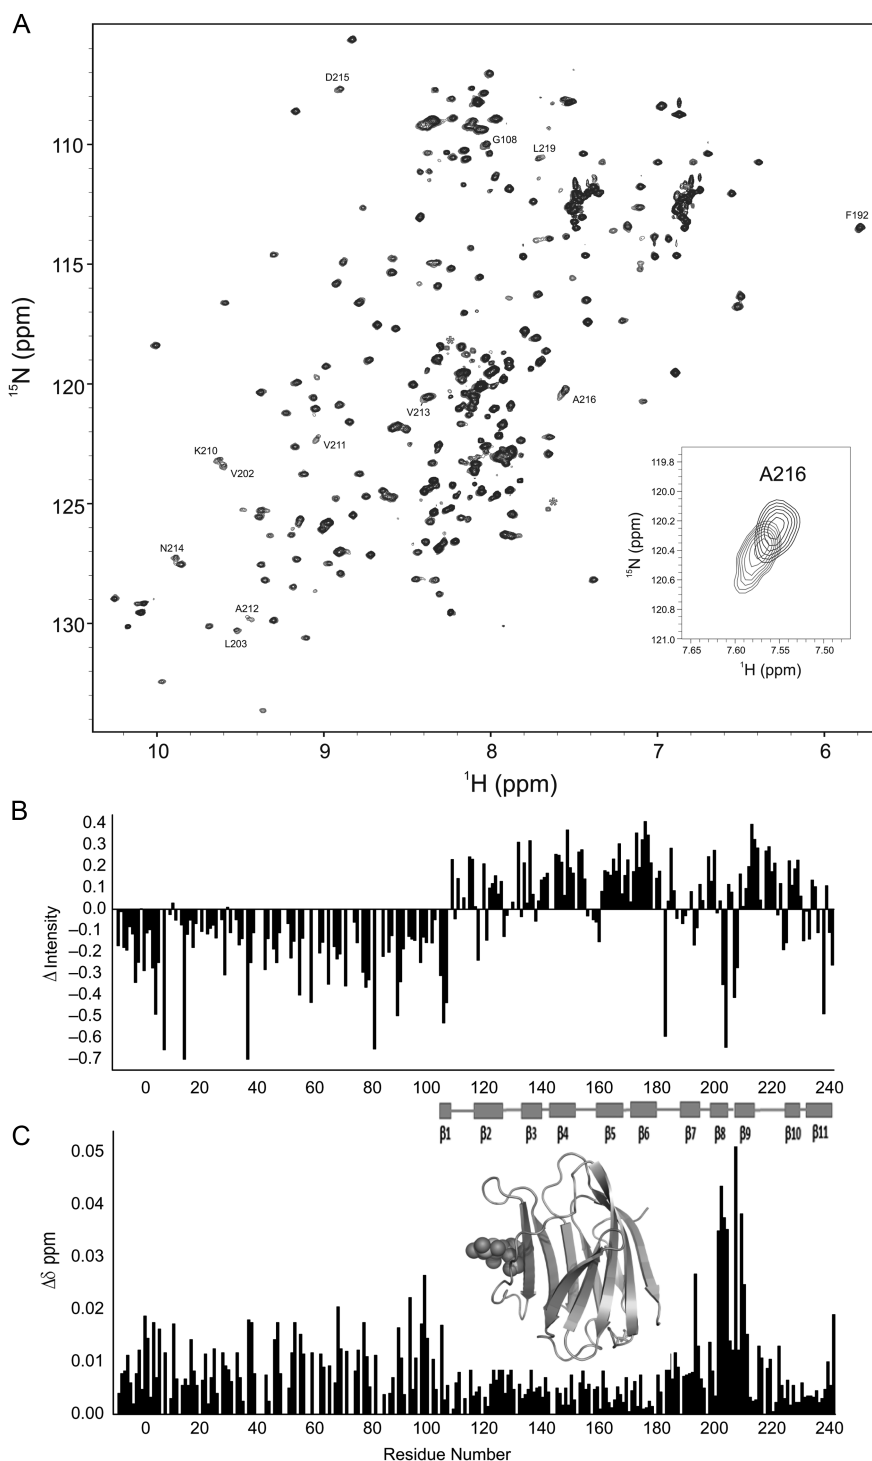 A
D215
G108
L219
F192
110
115
120
125
130
¹⁵N (ppm)
V213
A216
V211
K210
V202
N214
A212
L203
*
*
*
A216
119.8
120.0
120.2
120.4
120.6
120.8
121.0
¹⁵N (ppm)
7.65 7.60 7.55 7.50
¹H (ppm)
10 9 8 7 6
¹H (ppm)
B
0.4
0.3
0.2
0.1
0.0
–0.1
–0.2
–0.3
–0.4
–0.5
–0.6
–0.7
Δ Intensity
0 20 40 60 80 100 120 140 160 180 200 220 240
β1 β2 β3 β4 β5 β6 β7 β8 β9 β10 β11
C
0.05
0.04
0.03
0.02
0.01
0.00
Δδ ppm
0 20 40 60 80 100 120 140 160 180 200 220 240
Residue Number